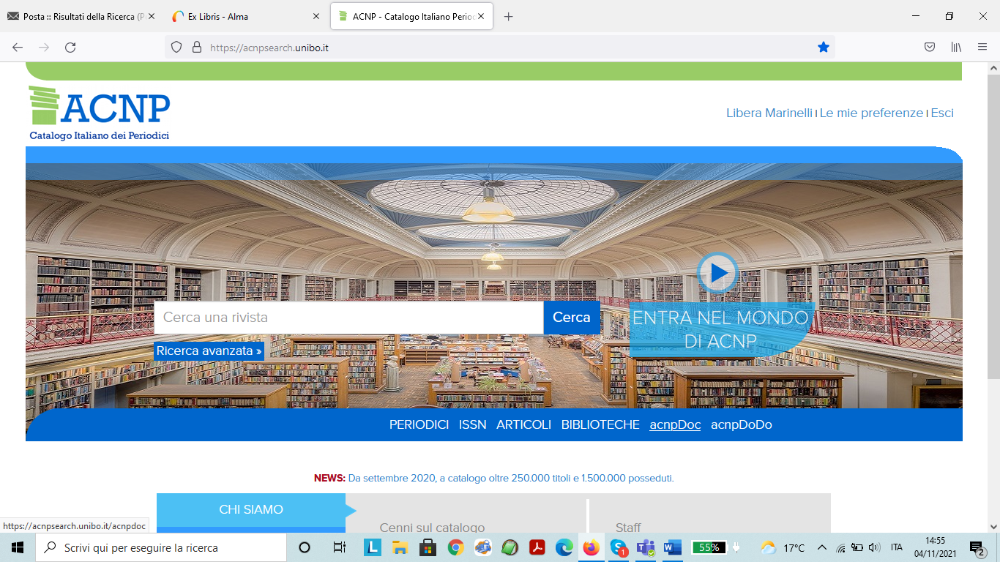 Posta :: Risultati della Ricerca (P
Ex Libris - Alma
ACNP - Catalogo Italiano Period
https://acnpsearch.unibo.it
ACNP
Catalogo Italiano dei Periodici
Libera Marinelli | Le mie preferenze | Esci
Cerca una rivista
Cerca
Ricerca avanzata »
ENTRA NEL MONDO
DI ACNP
PERIODICI ISSN ARTICOLI BIBLIOTECHE acnpDoc acnpDoDo
NEWS: Da settembre 2020, a catalogo oltre 250.000 titoli e 1.500.000 posseduti.
CHI SIAMO
Cenni sul catalogo
Staff
https://acnpsearch.unibo.it/acnpdoc
Scrivi qui per eseguire la ricerca
L
S
1
W
55%
17°C
ITA
14:55
04/11/2021
2